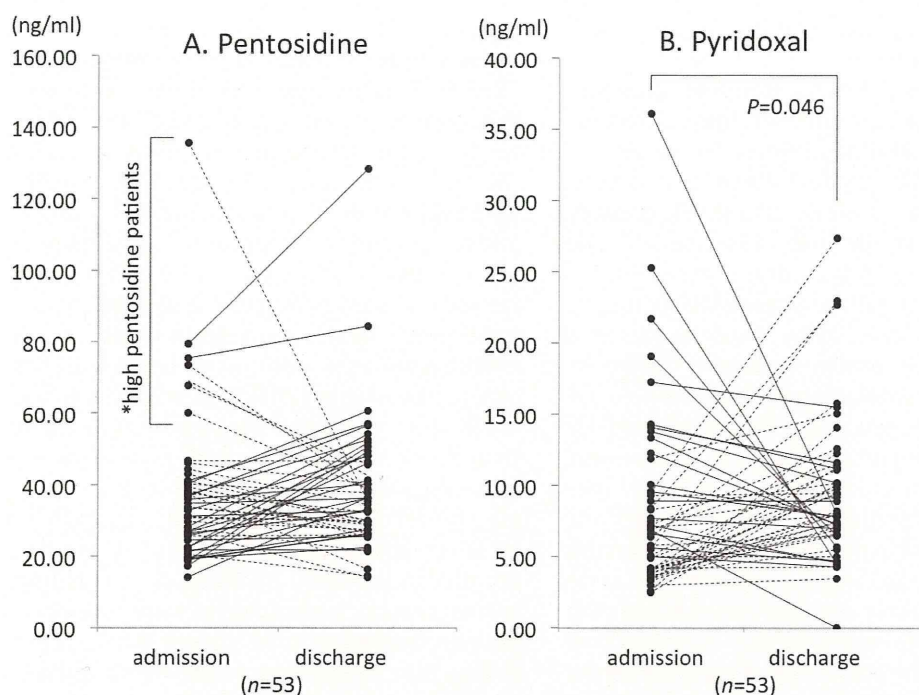 (ng/ml)
A. Pentosidine
160.00
140.00
120.00
100.00
80.00
60.00
40.00
20.00
0.00
*high pentosidine patients
admission
discharge
(n=53)
(ng/ml)
B. Pyridoxal
40.00
35.00
30.00
25.00
20.00
15.00
10.00
5.00
0.00
P=0.046
admission
discharge
(n=53)